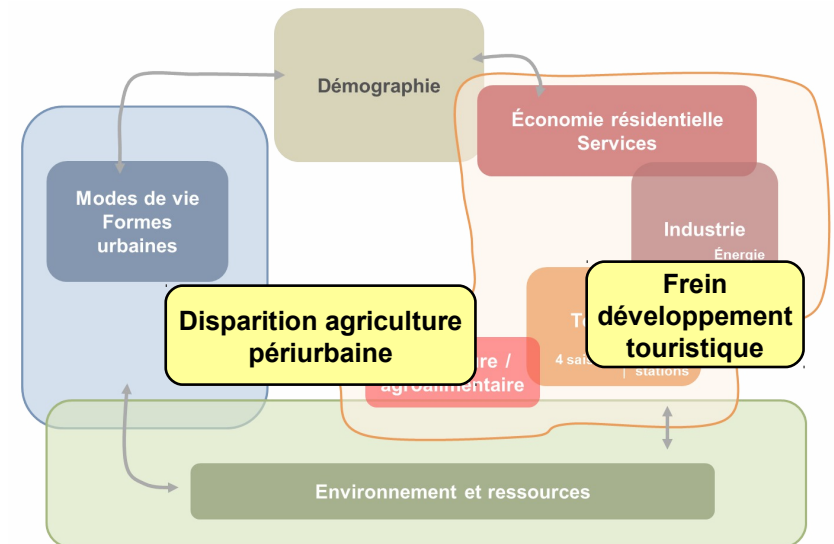 Démographie
Économie résidentielle
Services
Modes de vie
Formes
urbaines
Industrie
Énergie
Disparition agriculture
périurbaine
Frein
développement
touristique
stations
agroalimentaire
Environnement et ressources